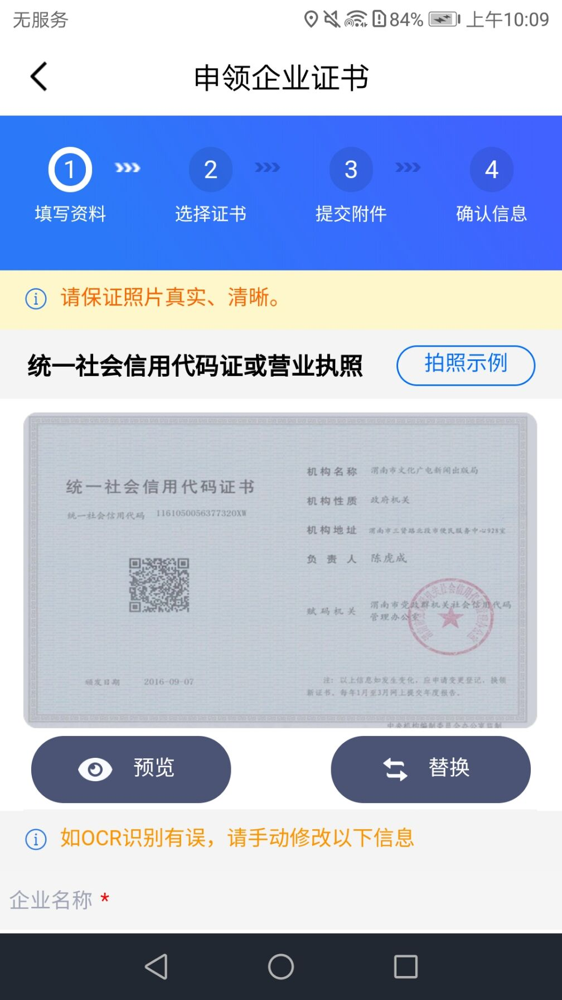 无服务
84% 上午10:09
申领企业证书
1 2 3 4
填写资料 选择证书 提交附件 确认信息
请保证照片真实、清晰。
统一社会信用代码证或营业执照 拍照示例
统一社会信用代码证书
统一社会信用代码 1161050056377320XW
机构名称 渭南市文化广电新闻出版局
机构性质 政府机关
机构地址 渭南市三贤路北段市便民服务中心928室
负责人 陈虎成
赋码机关 渭南市党政群机关社会信用代码
管理办公室
颁发日期 2016-09-07
注：以上信息如发生变化，应申请变更登记，换领
新证书。每年1月至3月网上提交年度报告。
中央机构编制委员会办公室监制
预览 替换
如OCR识别有误，请手动修改以下信息
企业名称 *